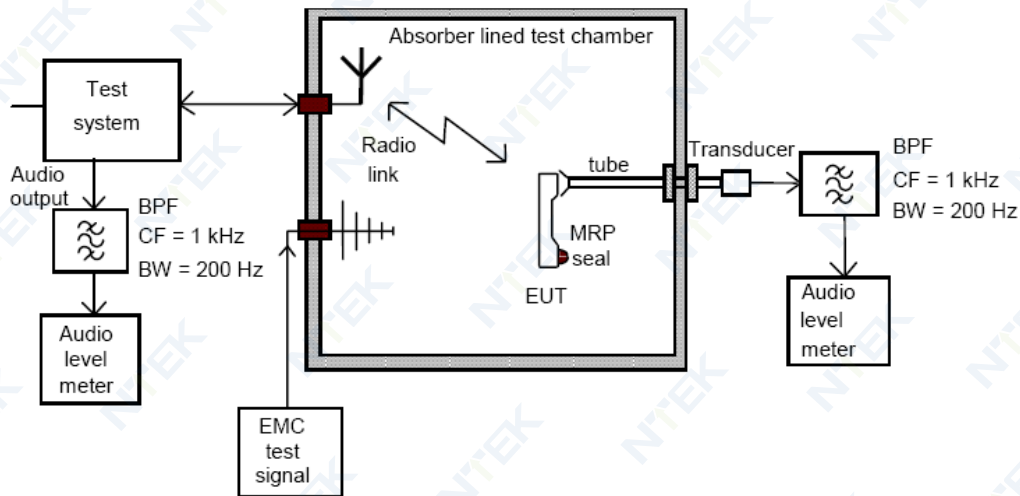 Absorber lined test chamber
Test
system
Radio
link
Audio
output
BPF
CF = 1 kHz
BW = 200 Hz
Audio
level
meter
EMC
test
signal
tube
MRP
seal
EUT
Transducer
BPF
CF = 1 kHz
BW = 200 Hz
Audio
level
meter
NTEK